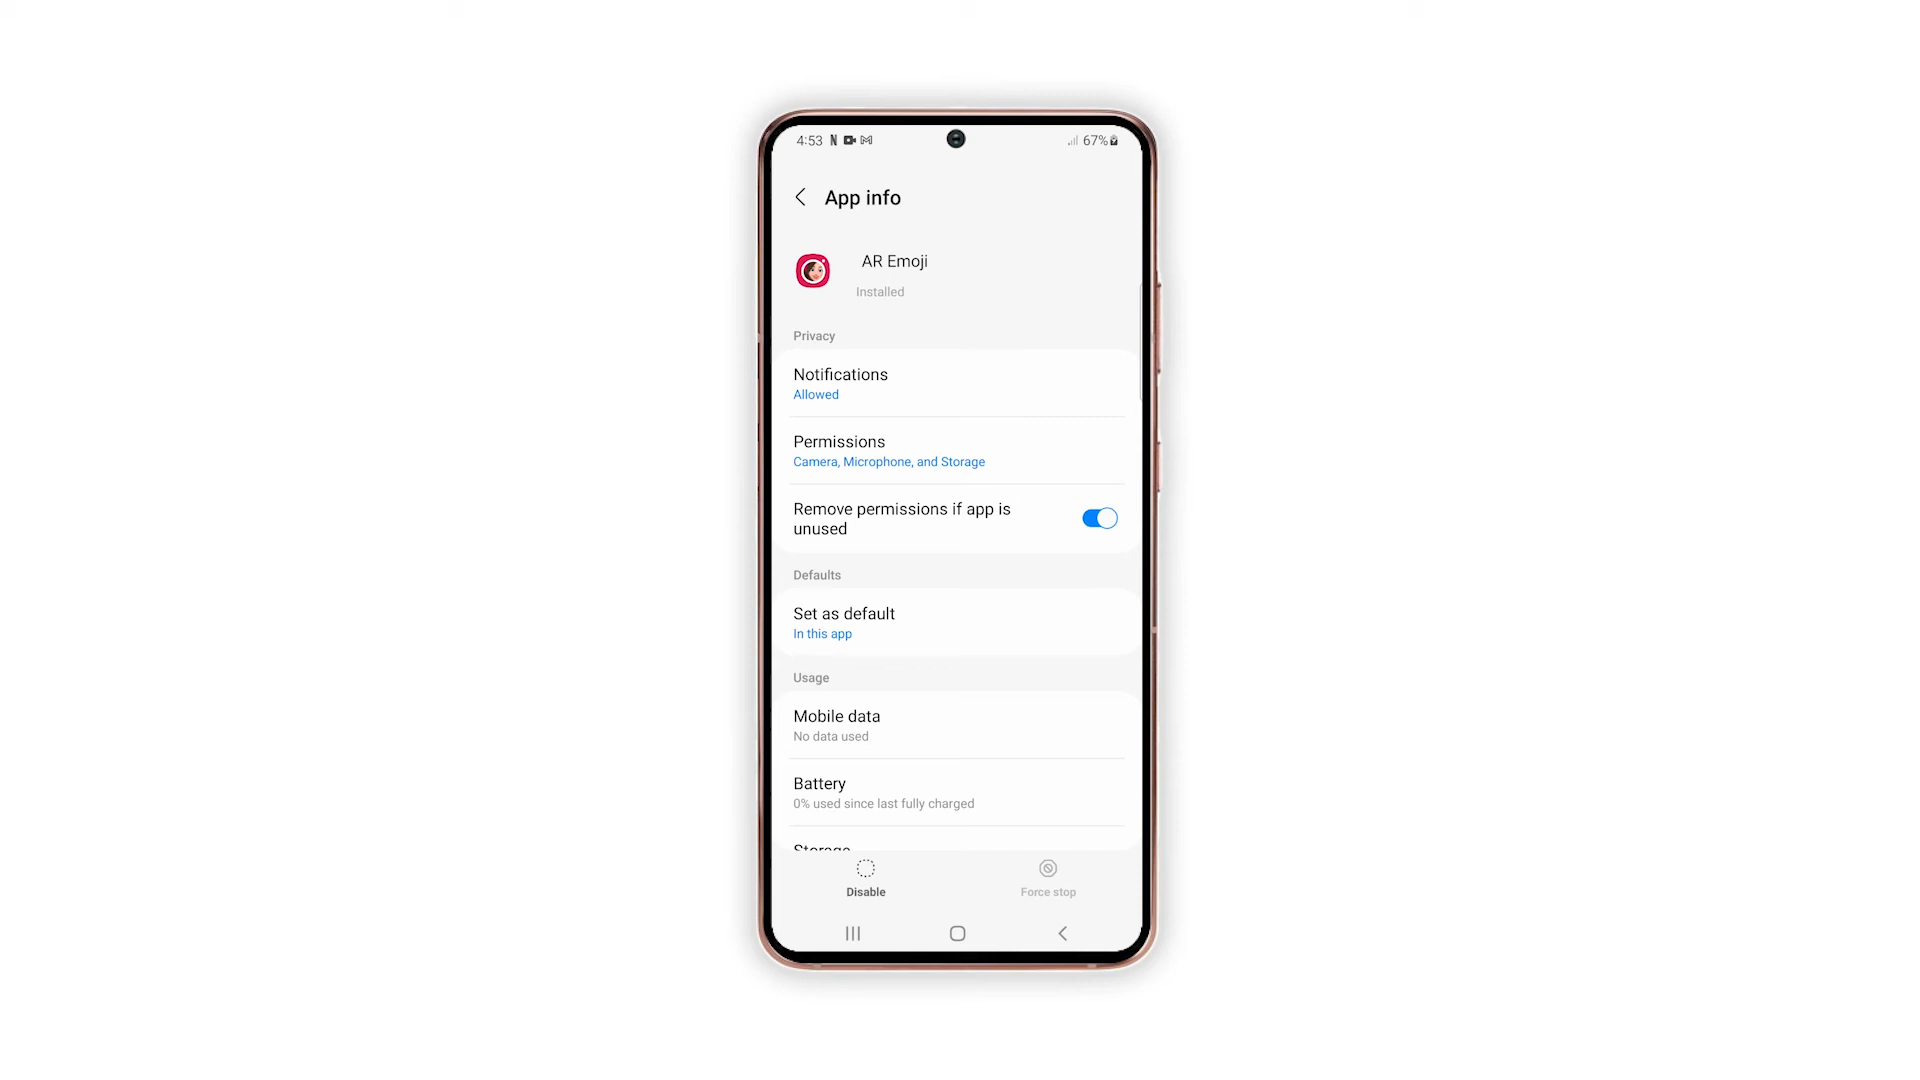 4:53 N 67%
App info
AR Emoji
Installed
Privacy
Notifications
Allowed
Permissions
Camera, Microphone, and Storage
Remove permissions if app is
unused
Defaults
Set as default
In this app
Usage
Mobile data
No data used
Battery
0% used since last fully charged
Storage
Disable
Force stop